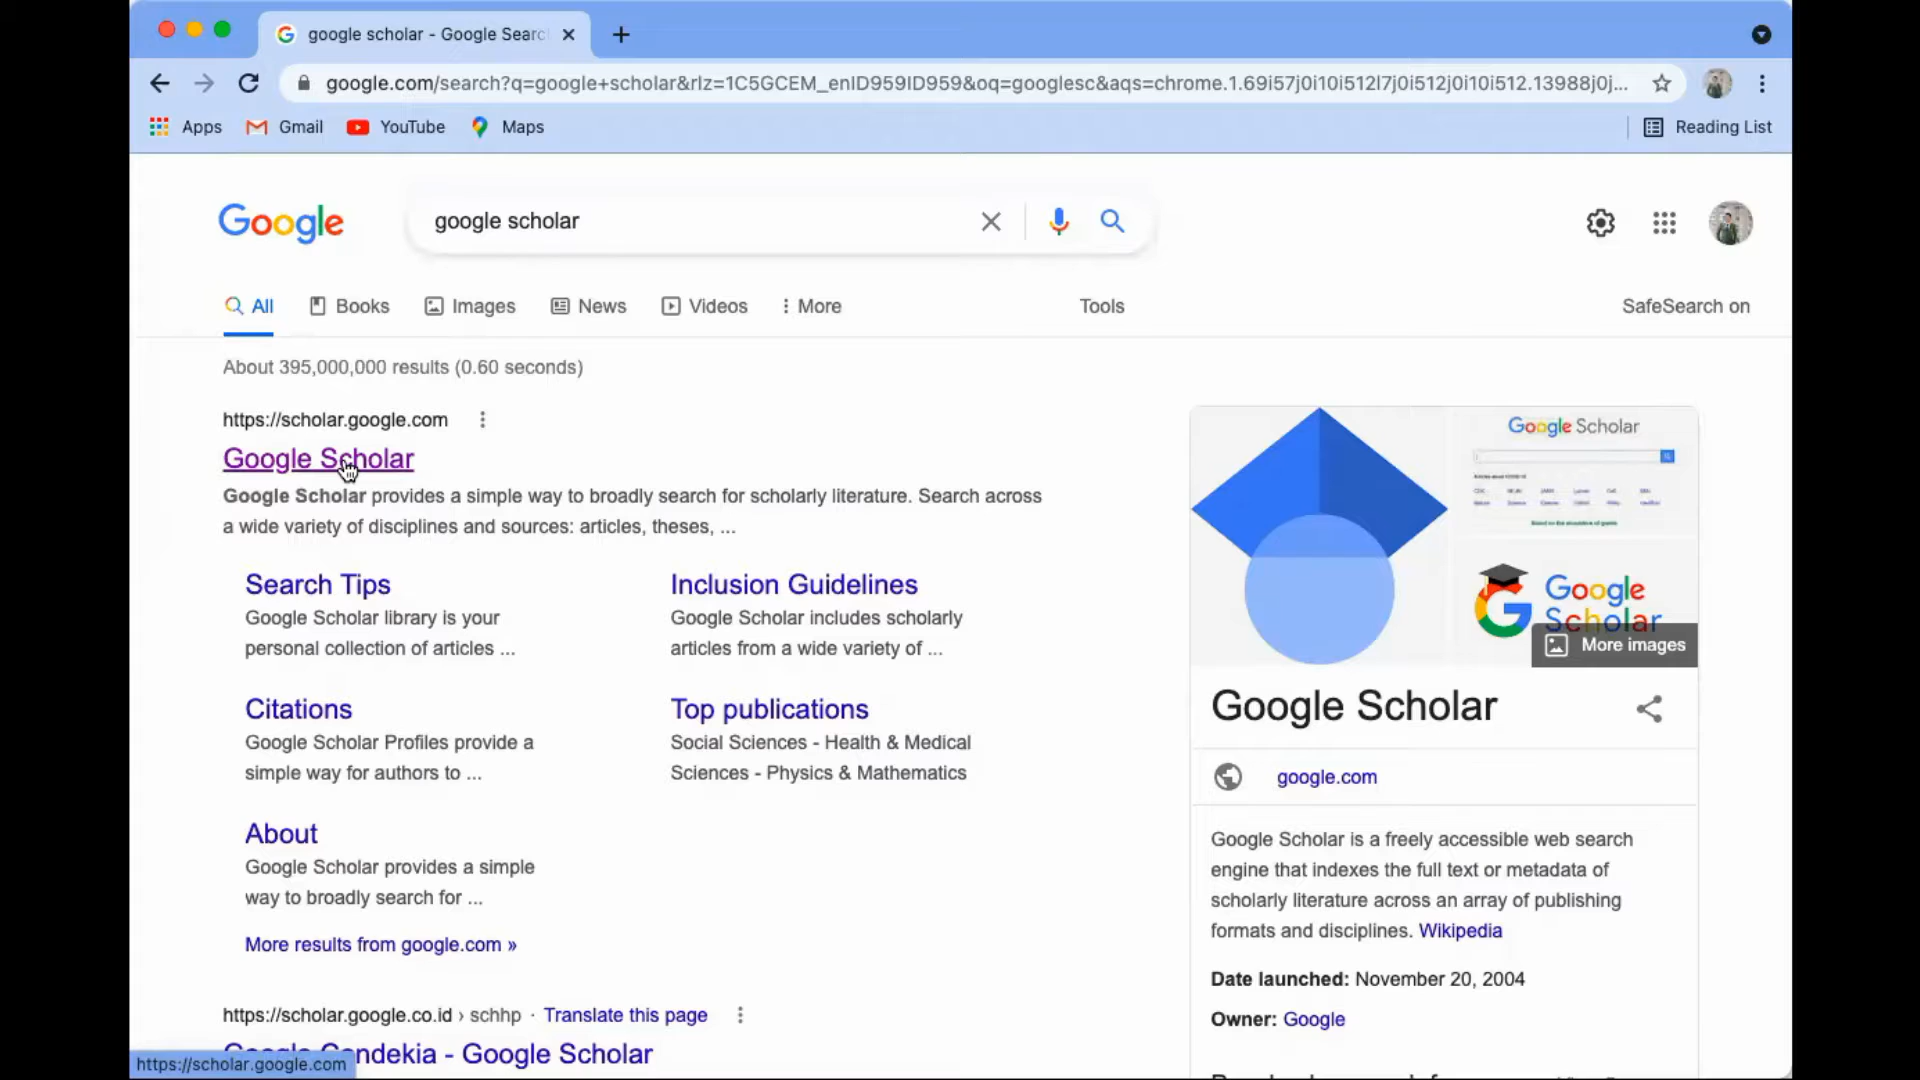 google scholar - Google Searc
google.com/search?q=google+scholar&rlz=1C5GCEM_enID959ID959&oq=googlesc&aqs=chrome.1.69i57j0i10i512l7j0i512j0i10i512.13988j0j...
Apps Gmail YouTube Maps Reading List
Google google scholar
All Books Images News Videos More Tools SafeSearch on
About 395,000,000 results (0.60 seconds)
https://scholar.google.com
Google Scholar
Google Scholar provides a simple way to broadly search for scholarly literature. Search across
a wide variety of disciplines and sources: articles, theses, ...
Search Tips
Google Scholar library is your
personal collection of articles ...
Inclusion Guidelines
Google Scholar includes scholarly
articles from a wide variety of ...
Citations
Google Scholar Profiles provide a
simple way for authors to ...
Top publications
Social Sciences - Health & Medical
Sciences - Physics & Mathematics
About
Google Scholar provides a simple
way to broadly search for ...
More results from google.com »
https://scholar.google.co.id › schhp · Translate this page
Google Cendekia - Google Scholar
https://scholar.google.com
Google Scholar
Google
Scholar
More images
Google Scholar
google.com
Google Scholar is a freely accessible web search
engine that indexes the full text or metadata of
scholarly literature across an array of publishing
formats and disciplines. Wikipedia
Date launched: November 20, 2004
Owner: Google